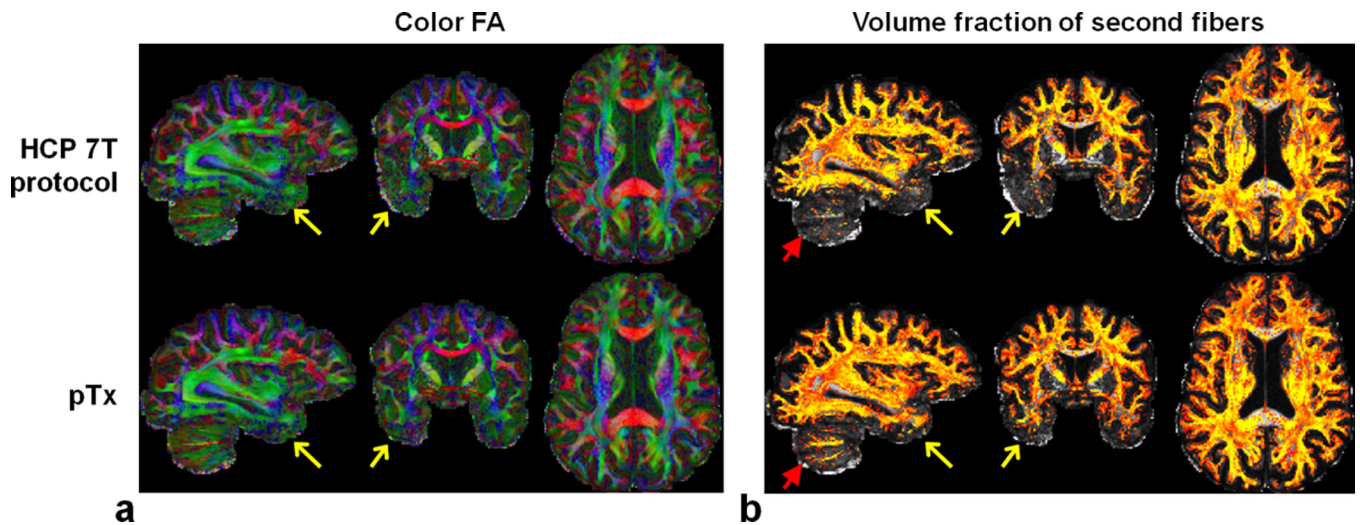 Color FA
Volume fraction of second fibers
HCP 7T
protocol
pTx
a
b